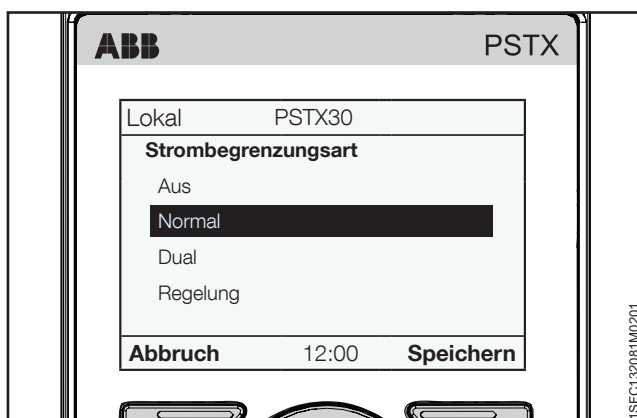 ABB PSTX
Lokal PSTX30
Strombegrenzungsart
Aus
Normal
Dual
Regelung
Abbruch 12:00 Speichern
1SFC132081M0201